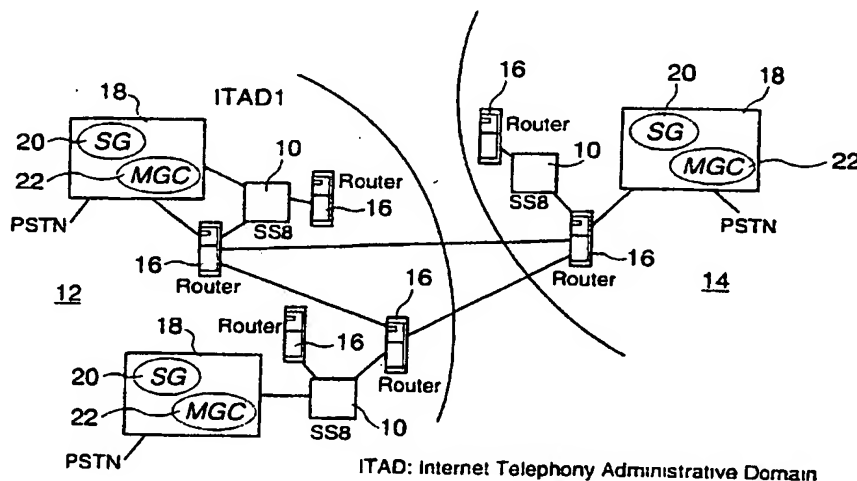 16
20
18
18
ITAD1
Router
SG
20
SG
10
10
22
MGC
22
MGC
Router
16
SS8
PSTN
SS8
PSTN
16
Router
16
Router
16
12
14
18
Router
16
20
SG
Router
22
MGC
SS8
10
PSTN
ITAD: Internet Telephony Administrative Domain